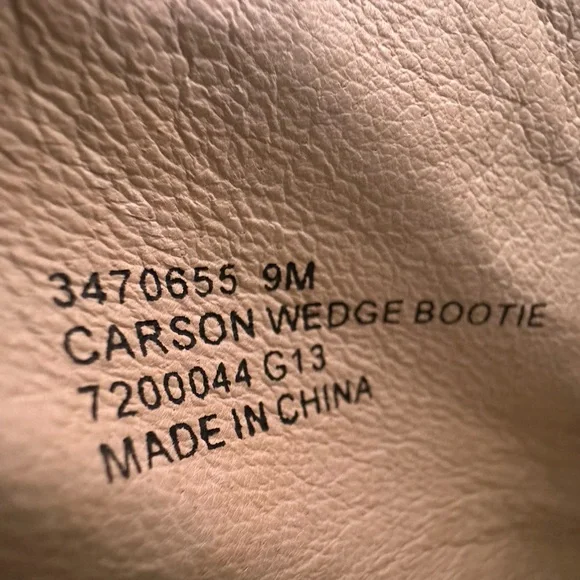 3470655 9M
CARSON WEDGE BOOTIE
7200044 G13
MADE IN CHINA